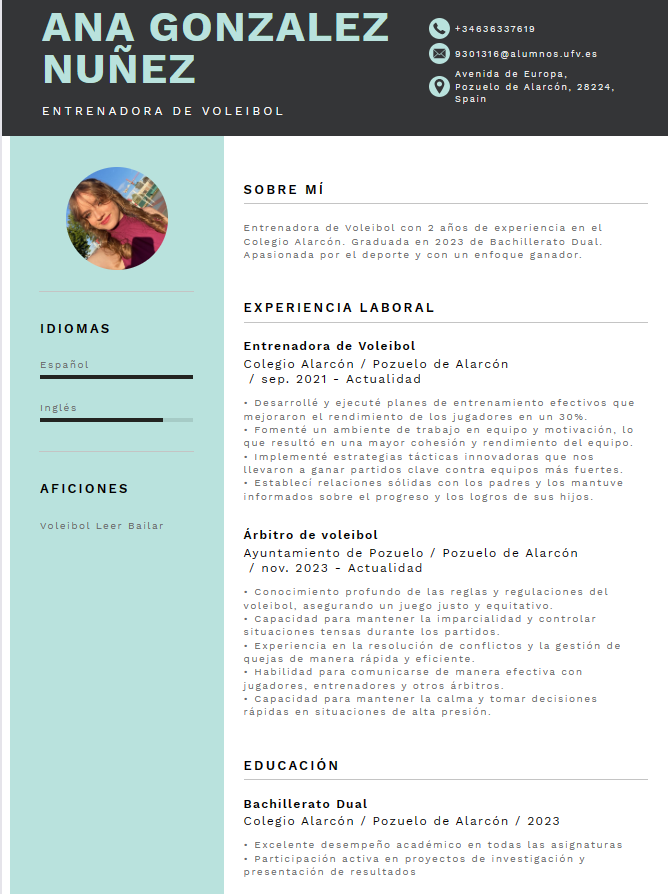 ANA GONZALEZ
NUÑEZ
ENTRENADORA DE VOLEIBOL
+34636337619
9301316@alumnos.ufv.es
Avenida de Europa,
Pozuelo de Alarcón, 28224,
Spain
IDIOMAS
Español
Inglés
AFICIONES
Voleibol Leer Bailar
SOBRE MÍ
Entrenadora de Voleibol con 2 años de experiencia en el
Colegio Alarcón. Graduada en 2023 de Bachillerato Dual.
Apasionada por el deporte y con un enfoque ganador.
EXPERIENCIA LABORAL
Entrenadora de Voleibol
Colegio Alarcón / Pozuelo de Alarcón
/ sep. 2021 - Actualidad
• Desarrollé y ejecuté planes de entrenamiento efectivos que
mejoraron el rendimiento de los jugadores en un 30%.
• Fomenté un ambiente de trabajo en equipo y motivación, lo
que resultó en una mayor cohesión y rendimiento del equipo.
• Implementé estrategias tácticas innovadoras que nos
llevaron a ganar partidos clave contra equipos más fuertes.
• Establecí relaciones sólidas con los padres y los mantuve
informados sobre el progreso y los logros de sus hijos.
Árbitro de voleibol
Ayuntamiento de Pozuelo / Pozuelo de Alarcón
/ nov. 2023 - Actualidad
• Conocimiento profundo de las reglas y regulaciones del
voleibol, asegurando un juego justo y equitativo.
• Capacidad para mantener la imparcialidad y controlar
situaciones tensas durante los partidos.
• Experiencia en la resolución de conflictos y la gestión de
quejas de manera rápida y eficiente.
• Habilidad para comunicarse de manera efectiva con
jugadores, entrenadores y otros árbitros.
• Capacidad para mantener la calma y tomar decisiones
rápidas en situaciones de alta presión.
EDUCACIÓN
Bachillerato Dual
Colegio Alarcón / Pozuelo de Alarcón / 2023
• Excelente desempeño académico en todas las asignaturas
• Participación activa en proyectos de investigación y
presentación de resultados